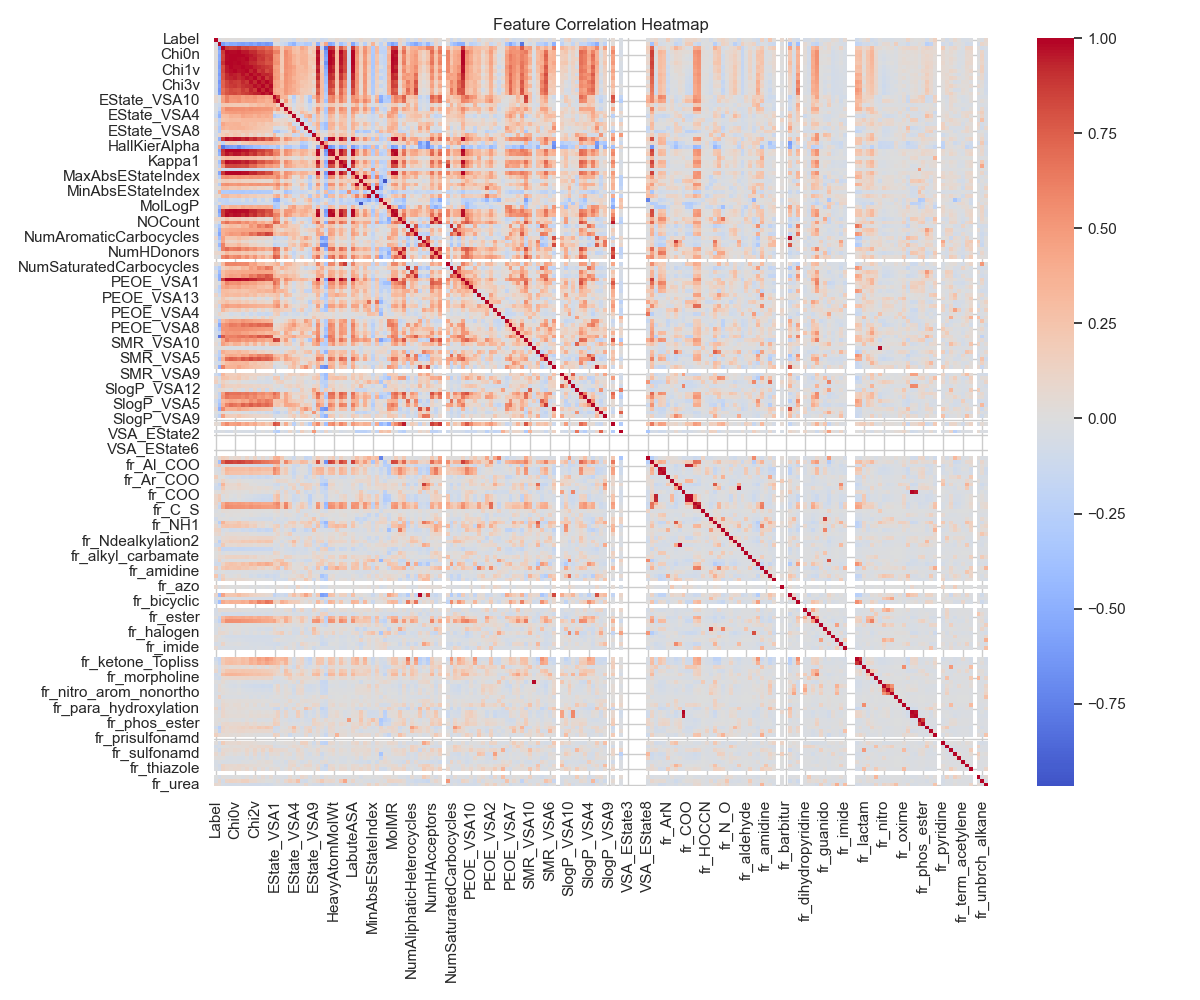 Feature Correlation Heatmap
Label
Chi0n
Chi1v
Chi3v
EState_VSA10
EState_VSA4
EState_VSA8
HallKierAlpha
Kappa1
MaxAbsEStateIndex
MinAbsEStateIndex
MolLogP
NOCount
NumAromaticCarbocycles
NumHDonors
NumSaturatedCarbocycles
PEOE_VSA1
PEOE_VSA13
PEOE_VSA4
PEOE_VSA8
SMR_VSA10
SMR_VSA5
SMR_VSA9
SlogP_VSA12
SlogP_VSA5
SlogP_VSA9
VSA_EState2
VSA_EState6
fr_Al_COO
fr_Ar_COO
fr_COO
fr_C_S
fr_NH1
fr_Ndealkylation2
fr_alkyl_carbamate
fr_amidine
fr_azo
fr_bicyclic
fr_ester
fr_halogen
fr_imide
fr_ketone_Topliss
fr_morpholine
fr_nitro_arom_nonortho
fr_para_hydroxylation
fr_phos_ester
fr_prisulfonamd
fr_sulfonamd
fr_thiazole
fr_urea
Label
Chi0v
Chi2v
EState_VSA1
EState_VSA4
EState_VSA9
HeavyAtomMolWt
LabuteASA
MinAbsEStateIndex
MolMR
NumAliphaticHeterocycles
NumHAcceptors
NumSaturatedCarbocycles
PEOE_VSA10
PEOE_VSA2
PEOE_VSA7
SMR_VSA10
SMR_VSA6
SlogP_VSA10
SlogP_VSA4
SlogP_VSA9
VSA_EState3
VSA_EState8
fr_ArN
fr_COO
fr_HOCCN
fr_N_O
fr_aldehyde
fr_amidine
fr_barbitur
fr_dihydropyridine
fr_guanido
fr_imide
fr_lactam
fr_nitro
fr_oxime
fr_phos_ester
fr_pyridine
fr_term_acetylene
fr_unbrch_alkane
1.00
0.75
0.50
0.25
0.00
−0.25
−0.50
−0.75